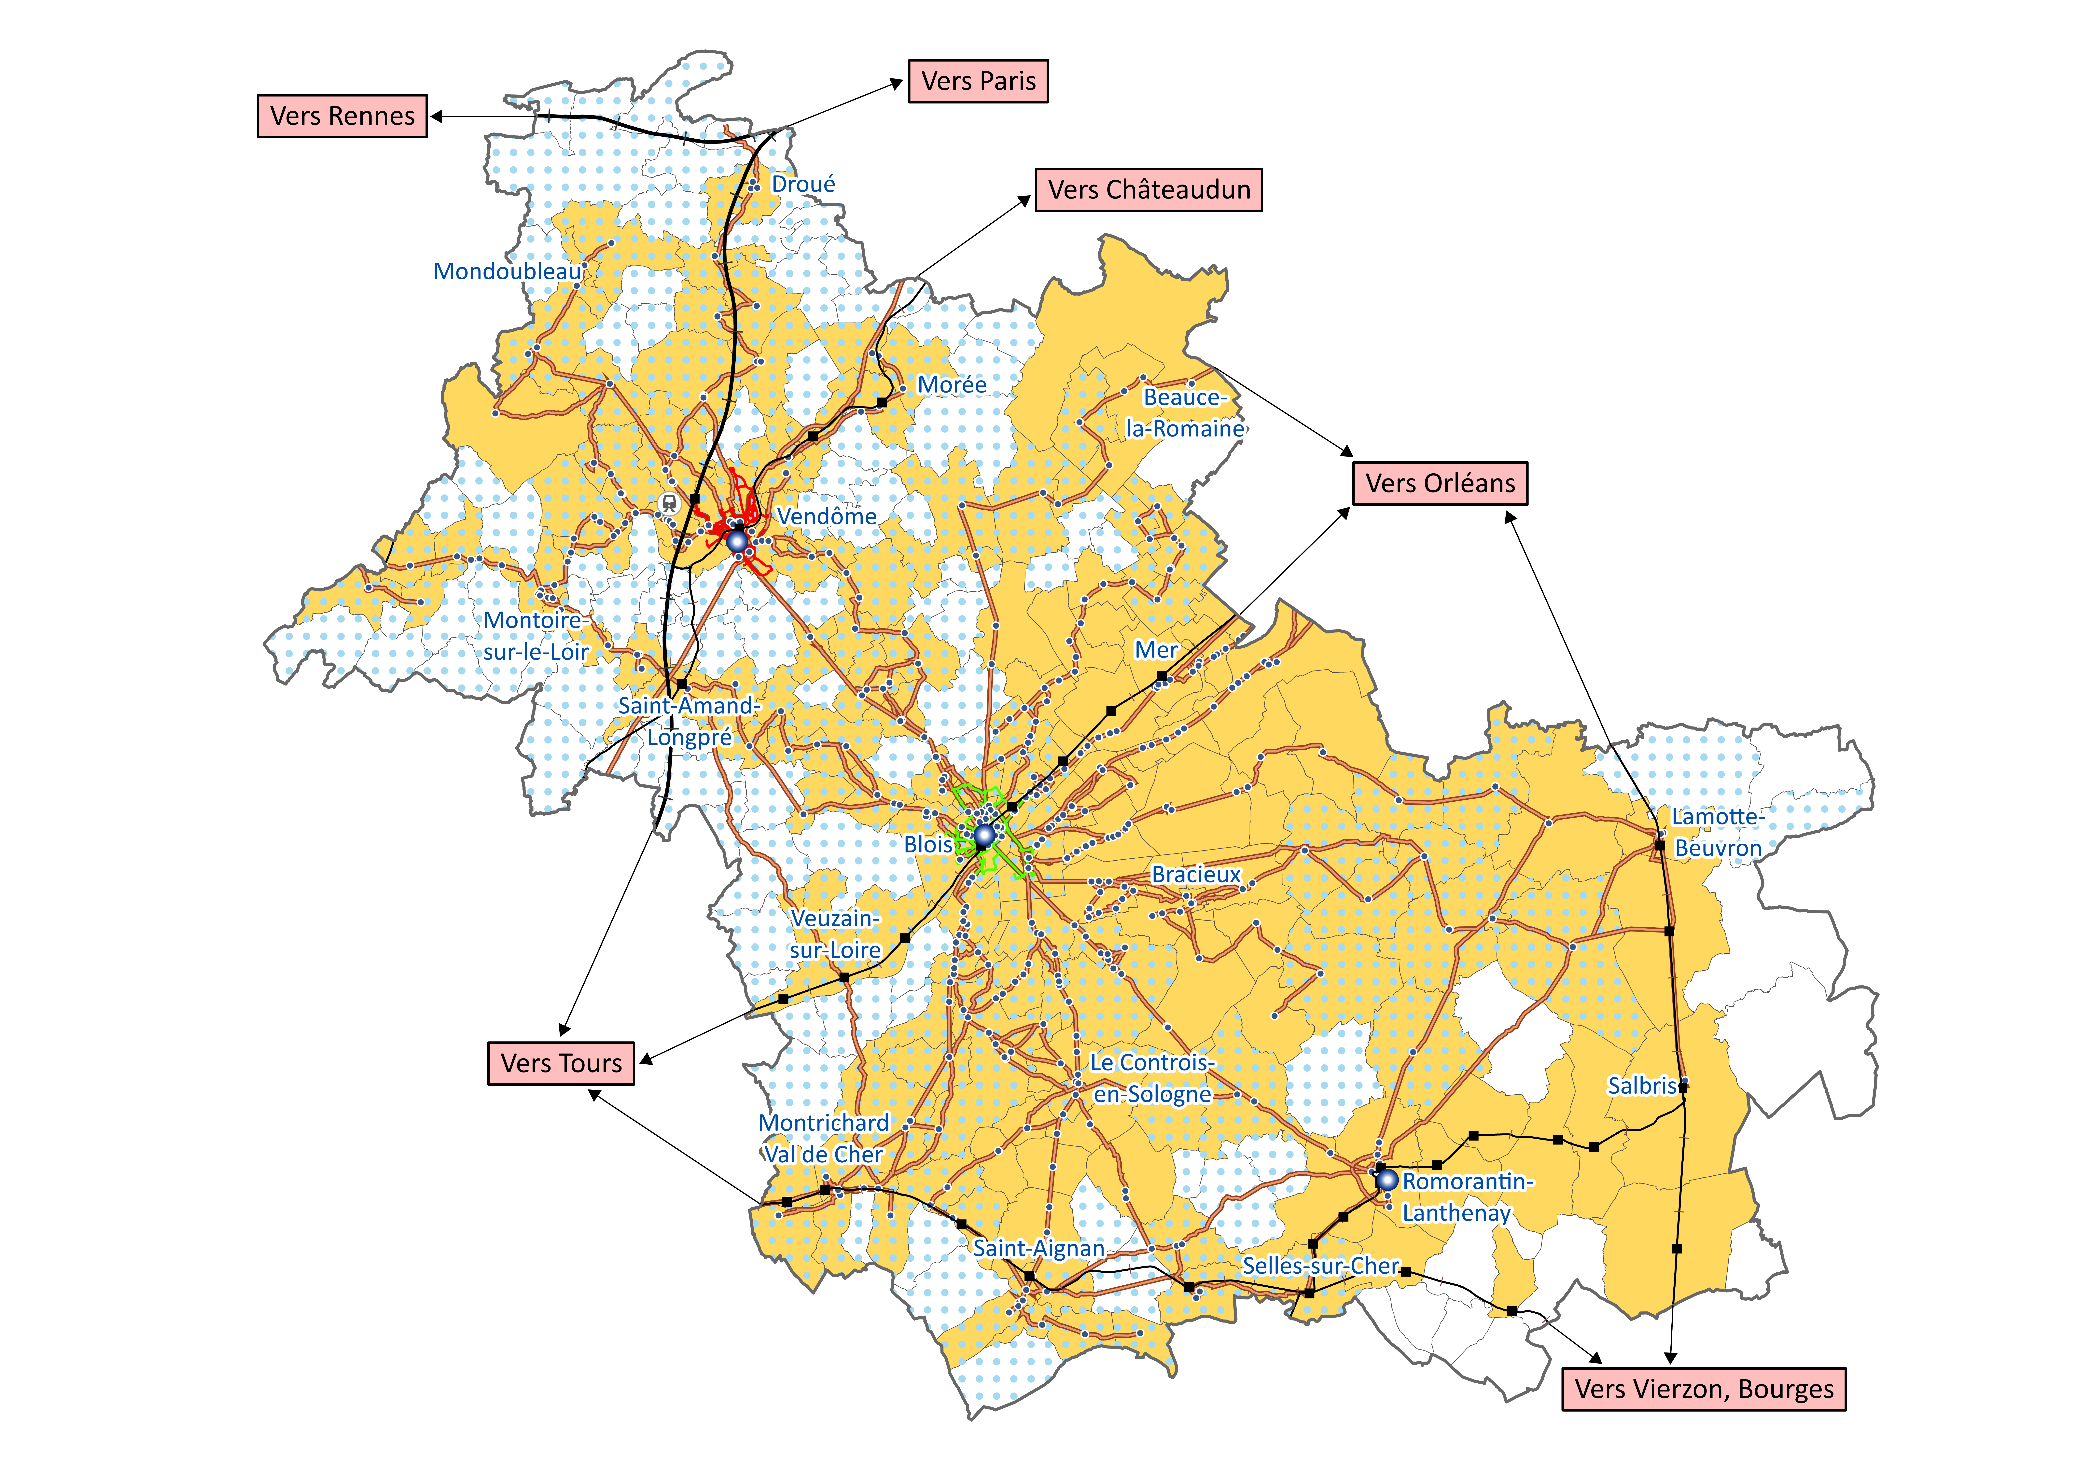 Vers Paris
Vers Rennes
Vers Châteaudun
Droué
Mondoubleau
Morée
Beauce-
la-Romaine
Vers Orléans
Vendôme
Montoire-
sur-le-Loir
Mer
Saint-Amand-
Longpré
Lamotte-
Beuvron
Blois
Bracieux
Veuzain-
sur-Loire
Vers Tours
Le Controis-
en-Sologne
Salbris
Montrichard
Val de Cher
Romorantin-
Lanthenay
Saint-Aignan
Selles-sur-Cher
Vers Vierzon, Bourges